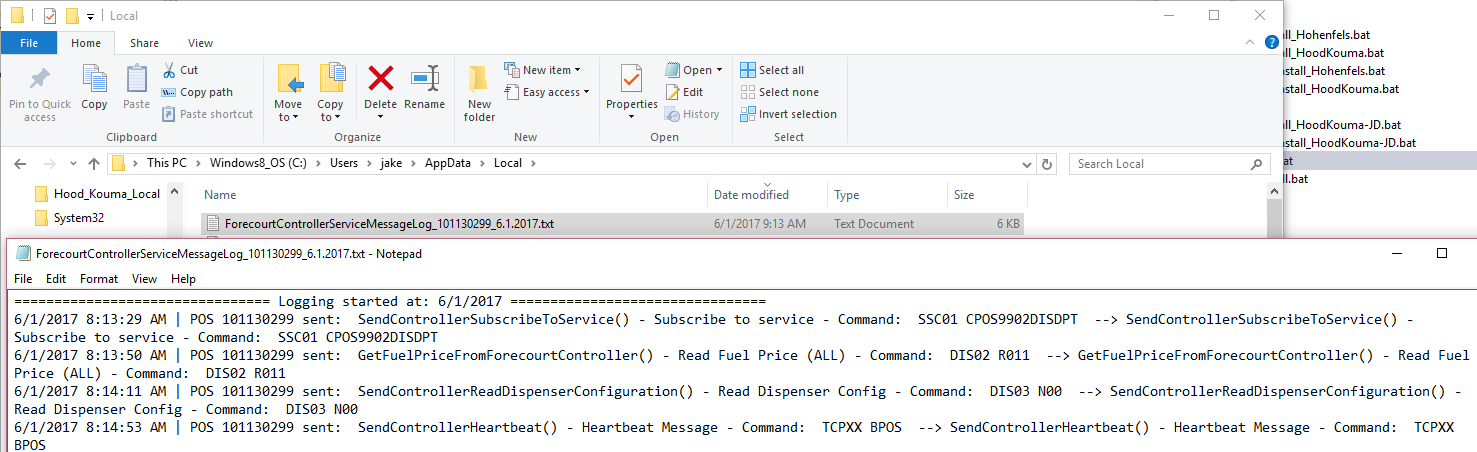 Local
File Home Share View
Pin to Quick access
Copy
Paste
Cut
Copy path
Paste shortcut
Clipboard
Move to
Copy to
Delete
Rename
Organize
New folder
New item
Easy access
New
Properties
Open
Edit
History
Open
Select all
Select none
Invert selection
Select
This PC > Windows8_OS (C:) > Users > jake > AppData > Local >
Search Local
Hood_Kouma_Local
System32
Name Date modified Type Size
ForecourtControllerServiceMessageLog_101130299_6.1.2017.txt 6/1/2017 9:13 AM Text Document 6 KB
all_Hohenfels.bat
all_HoodKouma.bat
nstall_Hohenfels.bat
nstall_HoodKouma.bat
all_HoodKouma-JD.bat
nstall_HoodKouma-JD.bat
bat
ll.bat
ForecourtControllerServiceMessageLog_101130299_6.1.2017.txt - Notepad
File Edit Format View Help
================================ Logging started at: 6/1/2017 ================================
6/1/2017 8:13:29 AM | POS 101130299 sent:  SendControllerSubscribeToService() - Subscribe to service - Command:  SSC01 CPOS9902DISDPT  --> SendControllerSubscribeToService() -
Subscribe to service - Command:  SSC01 CPOS9902DISDPT
6/1/2017 8:13:50 AM | POS 101130299 sent:  GetFuelPriceFromForecourtController() - Read Fuel Price (ALL) - Command:  DIS02 R011  --> GetFuelPriceFromForecourtController() - Read Fuel
Price (ALL) - Command:  DIS02 R011
6/1/2017 8:14:11 AM | POS 101130299 sent:  SendControllerReadDispenserConfiguration() - Read Dispenser Config - Command:  DIS03 N00  --> SendControllerReadDispenserConfiguration() -
Read Dispenser Config - Command:  DIS03 N00
6/1/2017 8:14:53 AM | POS 101130299 sent:  SendControllerHeartbeat() - Heartbeat Message - Command:  TCPXX BPOS  --> SendControllerHeartbeat() - Heartbeat Message - Command:  TCPXX
BPOS